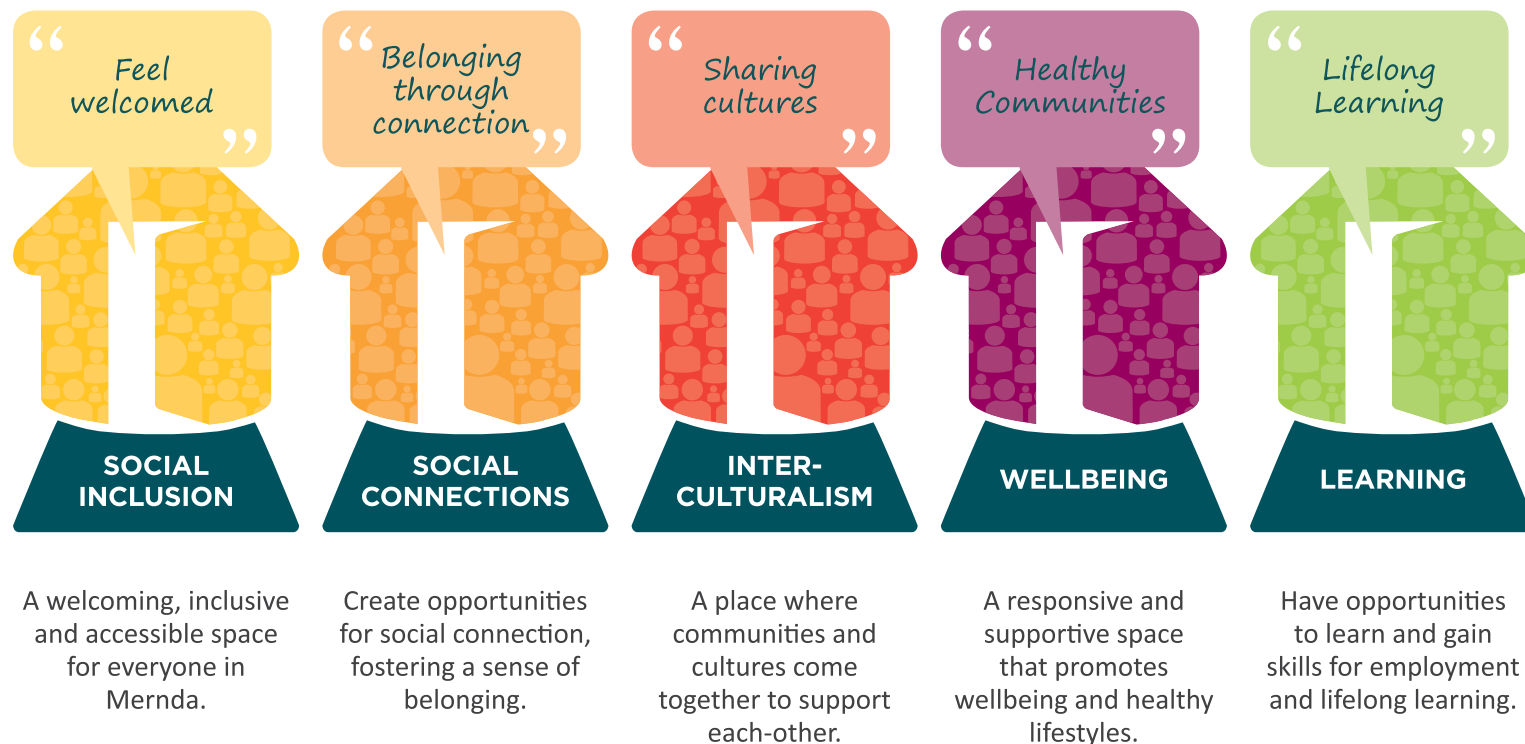 “
Feel
welcomed
”
“
Belonging
through
connection
”
“
Sharing
cultures
”
“
Healthy
Communities
”
“
Lifelong
Learning
”
SOCIAL
INCLUSION
SOCIAL
CONNECTIONS
INTER-
CULTURALISM
WELLBEING
LEARNING
A welcoming, inclusive
and accessible space
for everyone in
Mernda.
Create opportunities
for social connection,
fostering a sense of
belonging.
A place where
communities and
cultures come
together to support
each-other.
A responsive and
supportive space
that promotes
wellbeing and healthy
lifestyles.
Have opportunities
to learn and gain
skills for employment
and lifelong learning.